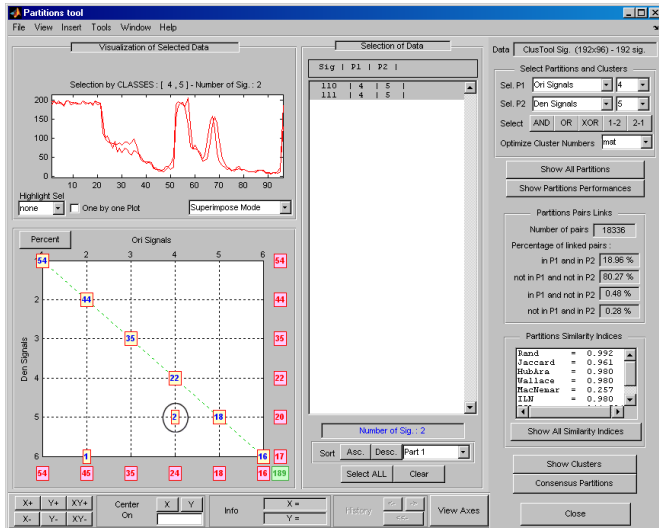 Partitions tool
File View Insert Tools Window Help
Visualization of Selected Data
Selection by CLASSES : [ 4 , 5 ] - Number of Sig. : 2
200
150
100
50
0
10 20 30 40 50 60 70 80 90
Highlight Sel
none
One by one Plot
Superimpose Mode
Percent
Ori Signals
1 2 3 4 5 6
Den Signals
54 54
2 44 44
3 35 35
4 22 22
5 2 18 20
6 1 16 17
54 45 35 24 18 16 189
Selection of Data
Sig | P1 | P2 |
110 | 4 | 5 |
111 | 4 | 5 |
Number of Sig. : 2
Sort Asc. Desc. Part 1
Select ALL Clear
Data ClusTool Sig. (192x96) - 192 sig.
Select Partitions and Clusters
Sel. P1 Ori Signals 4
Sel. P2 Den Signals 5
Select AND OR XOR 1-2 2-1
Optimize Cluster Numbers mat
Show All Partitions
Show Partitions Performances
Partitions Pairs Links
Number of pairs 18336
Percentage of linked pairs :
in P1 and in P2 18.96 %
not in P1 and not in P2 80.27 %
in P1 and not in P2 0.48 %
not in P1 and in P2 0.28 %
Partitions Similarity Indices
Rand = 0.992
Jaccard = 0.961
HubAra = 0.980
Wallace = 0.980
MacNemar = 0.257
ILN = 0.980
Show All Similarity Indices
Show Clusters
Consensus Partitions
Close
X+ Y+ XY+
X- Y- XY-
Center On
X Y
Info
X =
Y =
History
<- ->
<<-
View Axes